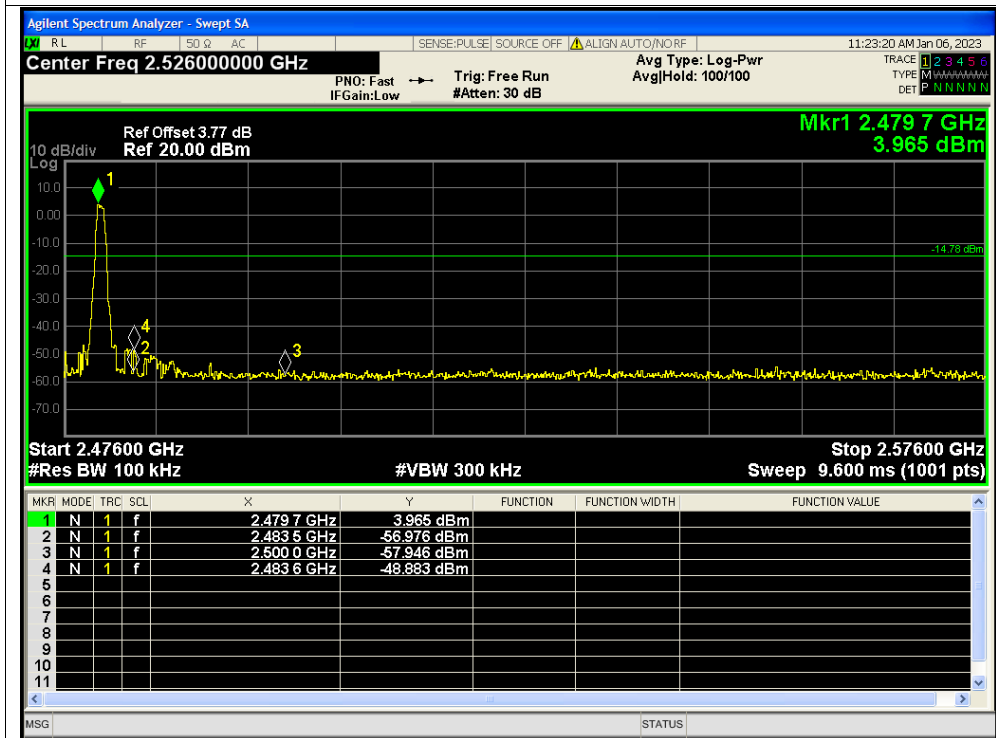 Agilent Spectrum Analyzer - Swept SA
LXI RL RF 50 Ω AC SENSE:PULSE SOURCE OFF ALIGN AUTO/NO RF 11:23:20 AM Jan 06, 2023
Center Freq 2.526000000 GHz Avg Type: Log-Pwr TRACE 1 2 3 4 5 6
PNO: Fast Trig: Free Run Avg|Hold: 100/100 TYPE M
IFGain:Low #Atten: 30 dB DET P N N N N N
Mkr1 2.479 7 GHz
3.965 dBm
Ref Offset 3.77 dB
10 dB/div Ref 20.00 dBm
Log
1
10.0
0.00
-10.0
-14.78 dBm
-20.0
-30.0
-40.0
4
-50.0
2
3
-60.0
-70.0
Start 2.47600 GHz Stop 2.57600 GHz
#Res BW 100 kHz #VBW 300 kHz Sweep 9.600 ms (1001 pts)
MKR MODE TRC SCL X Y FUNCTION FUNCTION WIDTH FUNCTION VALUE
1 N 1 f 2.479 7 GHz 3.965 dBm
2 N 1 f 2.483 5 GHz -56.976 dBm
3 N 1 f 2.500 0 GHz -57.946 dBm
4 N 1 f 2.483 6 GHz -48.883 dBm
5
6
7
8
9
10
11
MSG STATUS